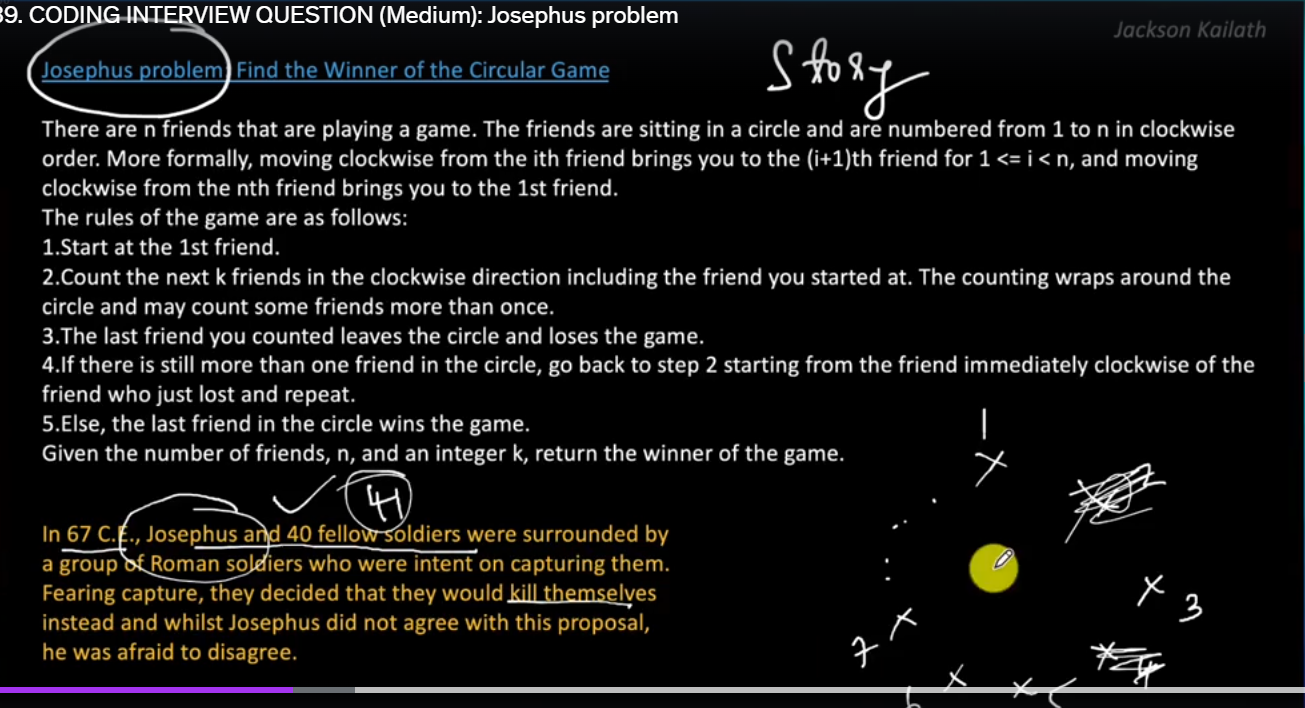 39. CODING INTERVIEW QUESTION (Medium): Josephus problem
Jackson Kailath
Josephus problem: Find the Winner of the Circular Game
Story
There are n friends that are playing a game. The friends are sitting in a circle and are numbered from 1 to n in clockwise
order. More formally, moving clockwise from the ith friend brings you to the (i+1)th friend for 1 <= i < n, and moving
clockwise from the nth friend brings you to the 1st friend.
The rules of the game are as follows:
1.Start at the 1st friend.
2.Count the next k friends in the clockwise direction including the friend you started at. The counting wraps around the
circle and may count some friends more than once.
3.The last friend you counted leaves the circle and loses the game.
4.If there is still more than one friend in the circle, go back to step 2 starting from the friend immediately clockwise of the
friend who just lost and repeat.
5.Else, the last friend in the circle wins the game.
Given the number of friends, n, and an integer k, return the winner of the game.
41
In 67 C.E., Josephus and 40 fellow soldiers were surrounded by
a group of Roman soldiers who were intent on capturing them.
Fearing capture, they decided that they would kill themselves
instead and whilst Josephus did not agree with this proposal,
he was afraid to disagree.
1
3
7